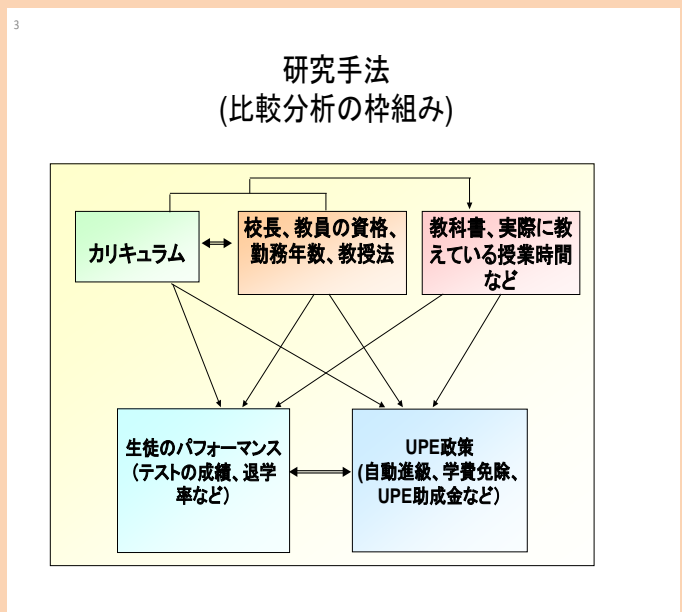 3
研究手法
(比較分析の枠組み)
カリキュラム
校長、教員の資格、
勤務年数、教授法
教科書、実際に教
えている授業時間
など
生徒のパフォーマンス
（テストの成績、退学
率など）
UPE政策
(自動進級、学費免除、
UPE助成金など）